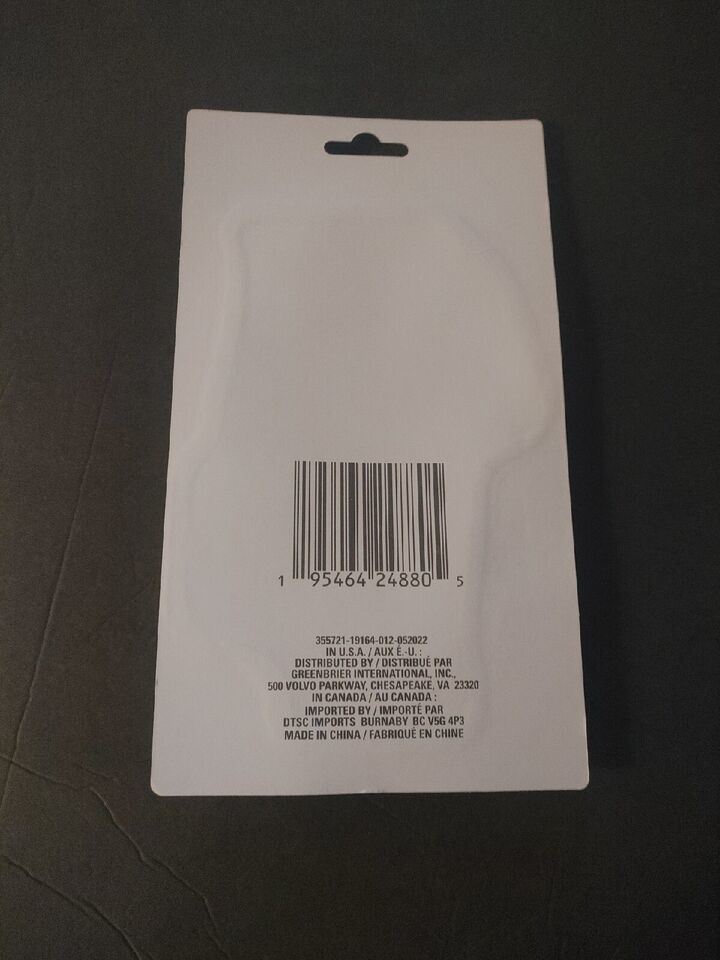 1 95464 24880 5
355721-19164-012-052022
IN U.S.A. / AUX É.-U. :
DISTRIBUTED BY / DISTRIBUÉ PAR
GREENBRIER INTERNATIONAL, INC.,
500 VOLVO PARKWAY, CHESAPEAKE, VA 23320
IN CANADA / AU CANADA :
IMPORTED BY / IMPORTÉ PAR
DTSC IMPORTS BURNABY BC V5G 4P3
MADE IN CHINA / FABRIQUÉ EN CHINE